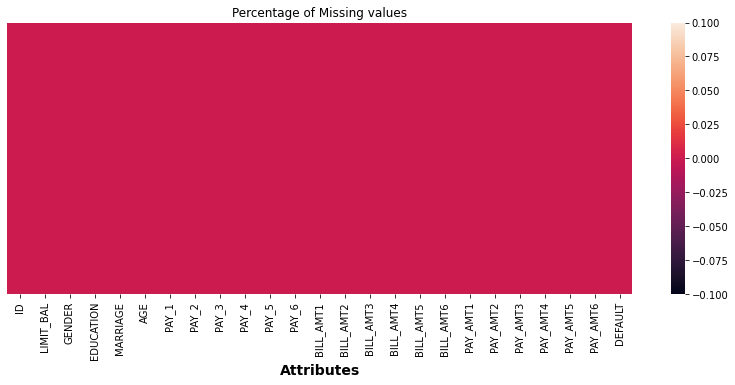 Percentage of Missing values
0.100
0.075
0.050
0.025
0.000
−0.025
−0.050
−0.075
−0.100
ID
LIMIT_BAL
GENDER
EDUCATION
MARRIAGE
AGE
PAY_1
PAY_2
PAY_3
PAY_4
PAY_5
PAY_6
BILL_AMT1
BILL_AMT2
BILL_AMT3
BILL_AMT4
BILL_AMT5
BILL_AMT6
PAY_AMT1
PAY_AMT2
PAY_AMT3
PAY_AMT4
PAY_AMT5
PAY_AMT6
DEFAULT
Attributes